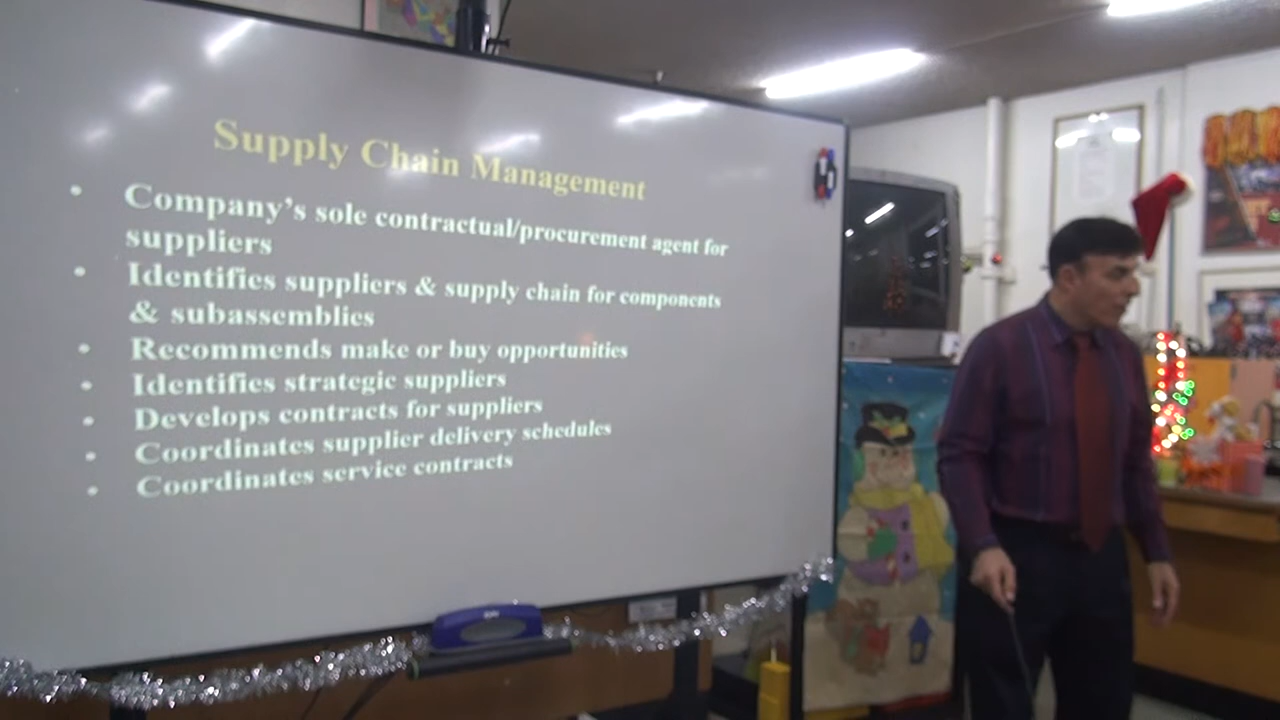 Supply Chain Management
• Company's sole contractual/procurement agent for
suppliers
• Identifies suppliers & supply chain for components
& subassemblies
• Recommends make or buy opportunities
• Identifies strategic suppliers
• Develops contracts for suppliers
• Coordinates supplier delivery schedules
• Coordinates service contracts